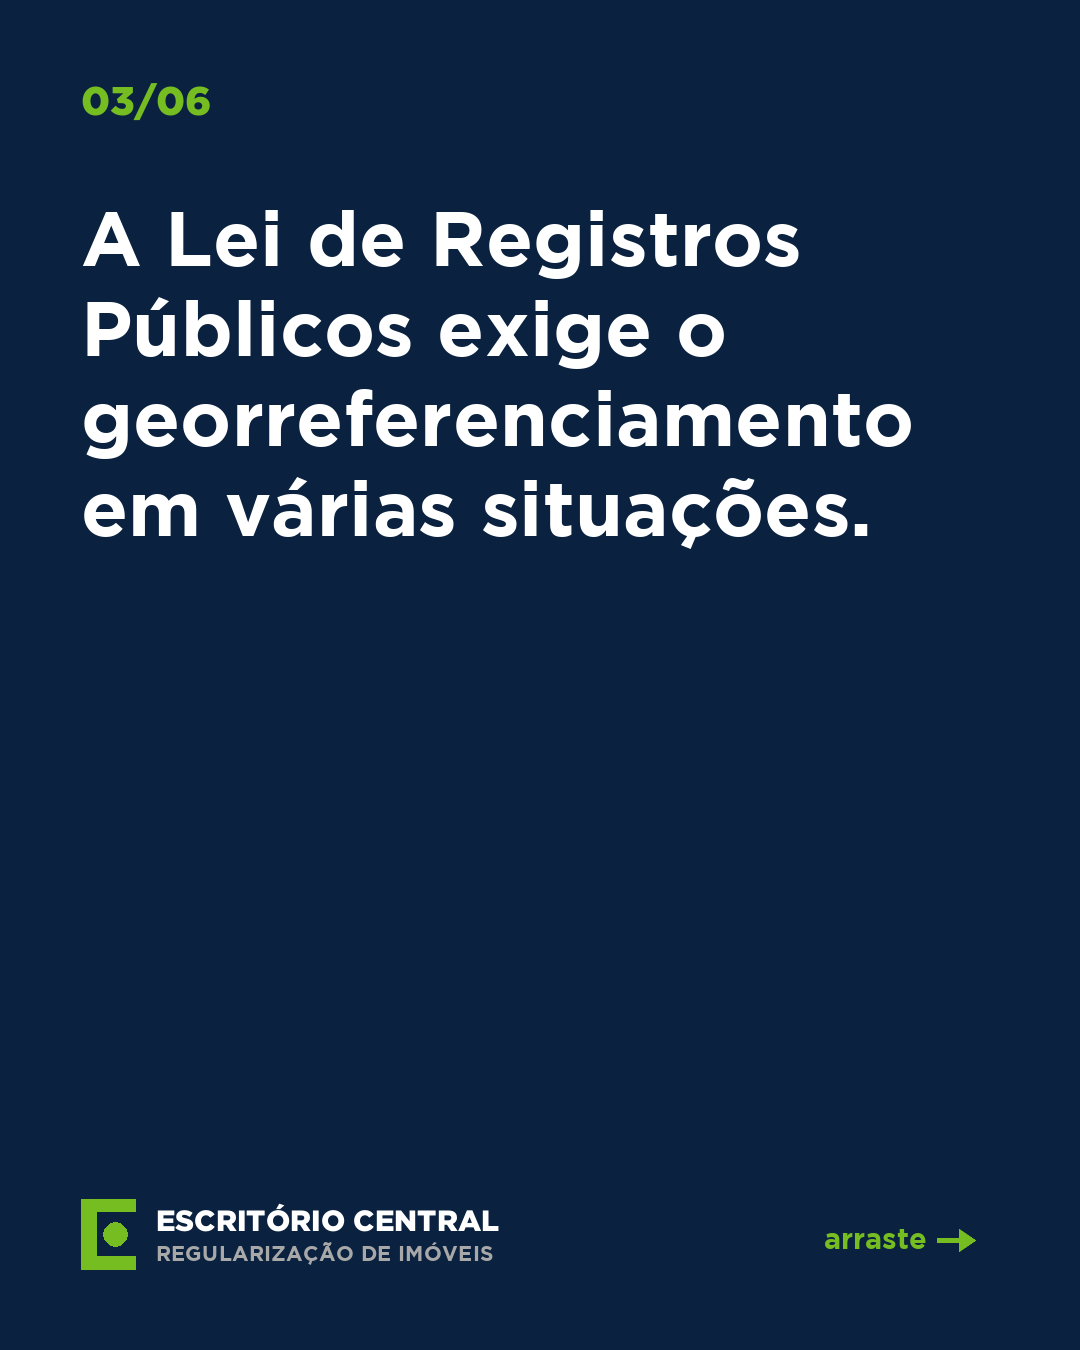 03/06
A Lei de Registros
Públicos exige o
georreferenciamento
em várias situações.
ESCRITÓRIO CENTRAL
REGULARIZAÇÃO DE IMÓVEIS
arraste